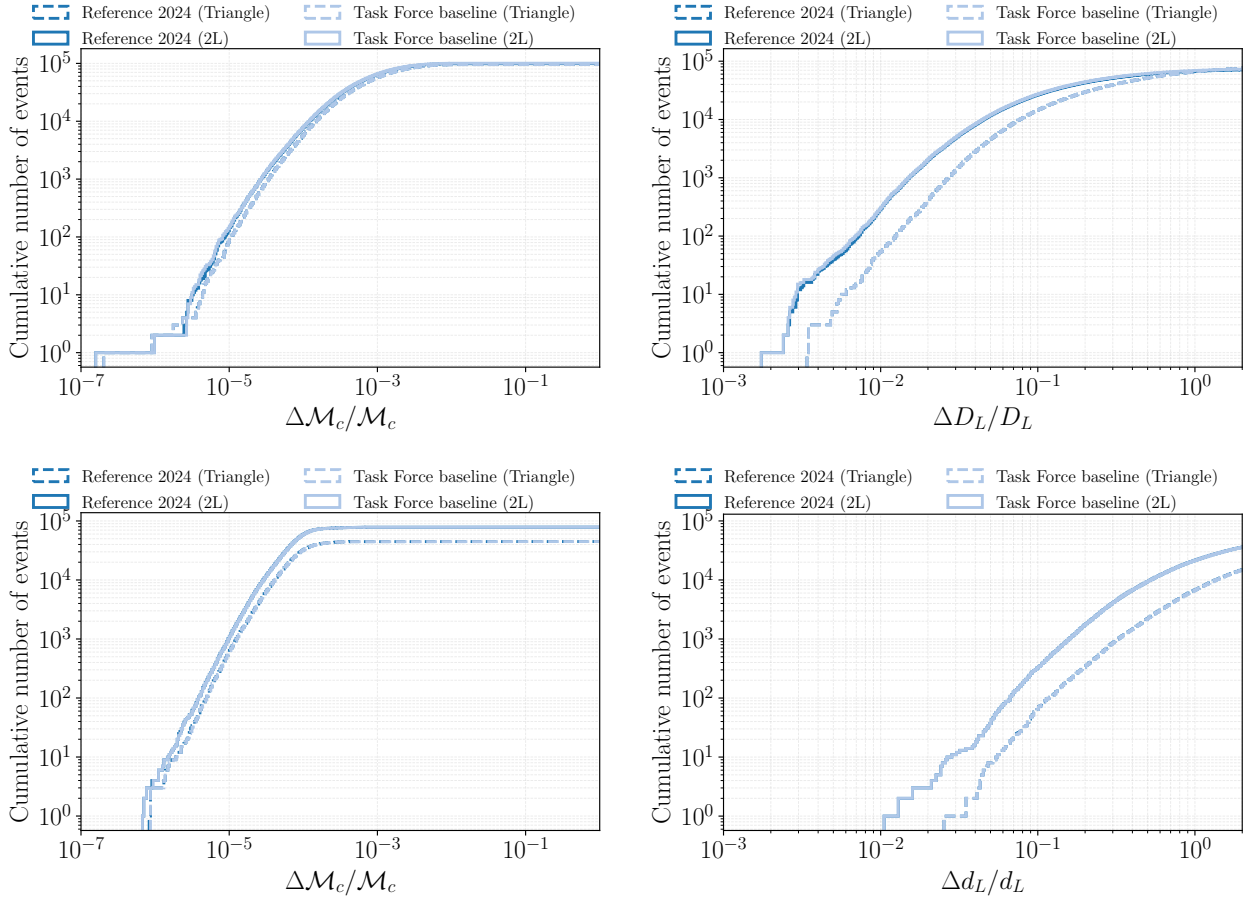 Reference 2024 (Triangle)
Task Force baseline (Triangle)
Reference 2024 (2L)
Task Force baseline (2L)
Cumulative number of events
10^5
10^4
10^3
10^2
10^1
10^0
10^{-7}
10^{-5}
10^{-3}
10^{-1}
Δℳ_c/ℳ_c
Reference 2024 (Triangle)
Task Force baseline (Triangle)
Reference 2024 (2L)
Task Force baseline (2L)
Cumulative number of events
10^5
10^4
10^3
10^2
10^1
10^0
10^{-3}
10^{-2}
10^{-1}
10^0
ΔD_L/D_L
Reference 2024 (Triangle)
Task Force baseline (Triangle)
Reference 2024 (2L)
Task Force baseline (2L)
Cumulative number of events
10^5
10^4
10^3
10^2
10^1
10^0
10^{-7}
10^{-5}
10^{-3}
10^{-1}
Δℳ_c/ℳ_c
Reference 2024 (Triangle)
Task Force baseline (Triangle)
Reference 2024 (2L)
Task Force baseline (2L)
Cumulative number of events
10^5
10^4
10^3
10^2
10^1
10^0
10^{-3}
10^{-2}
10^{-1}
10^0
Δd_L/d_L